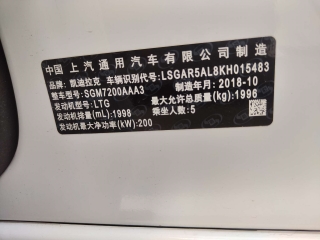 中国上汽通用汽车有限公司制造
品牌:凯迪拉克 车辆识别代号:LSGAR5AL8KH015483
整车型号:SGM7200AAA3 制造年月:2018-10
发动机型号:LTG 最大允许总质量(kg):1996
发动机排量(mL):1998 乘坐人数:5
发动机最大净功率(kW):200